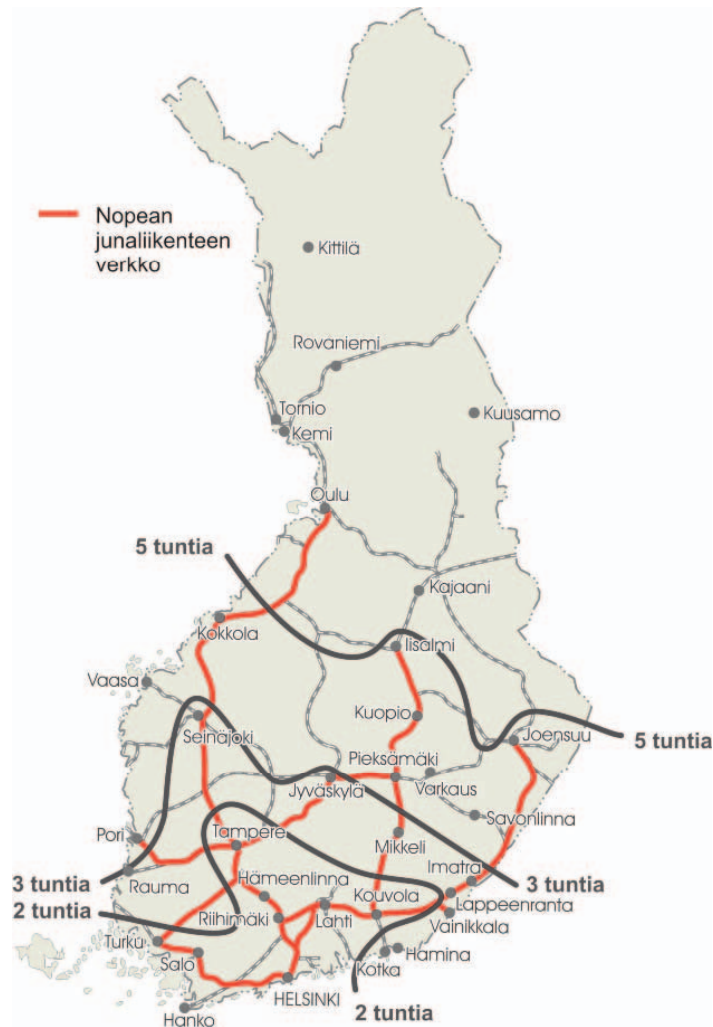 Nopean
junaliikenteen
verkko
Kittilä
Rovaniemi
Tornio
Kemi
Kuusamo
Oulu
5 tuntia
Kajaani
Kokkola
Iisalmi
Vaasa
Seinäjoki
Kuopio
Joensuu
5 tuntia
Pieksämäki
Jyväskylä
Varkaus
Savonlinna
Pori
Tampere
Mikkeli
Imatra
3 tuntia
Rauma
Hämeenlinna
Kouvola
Lappeenranta
3 tuntia
2 tuntia
Riihimäki
Lahti
Vainikkala
Turku
Salo
Kotka
Hamina
HELSINKI
2 tuntia
Hanko